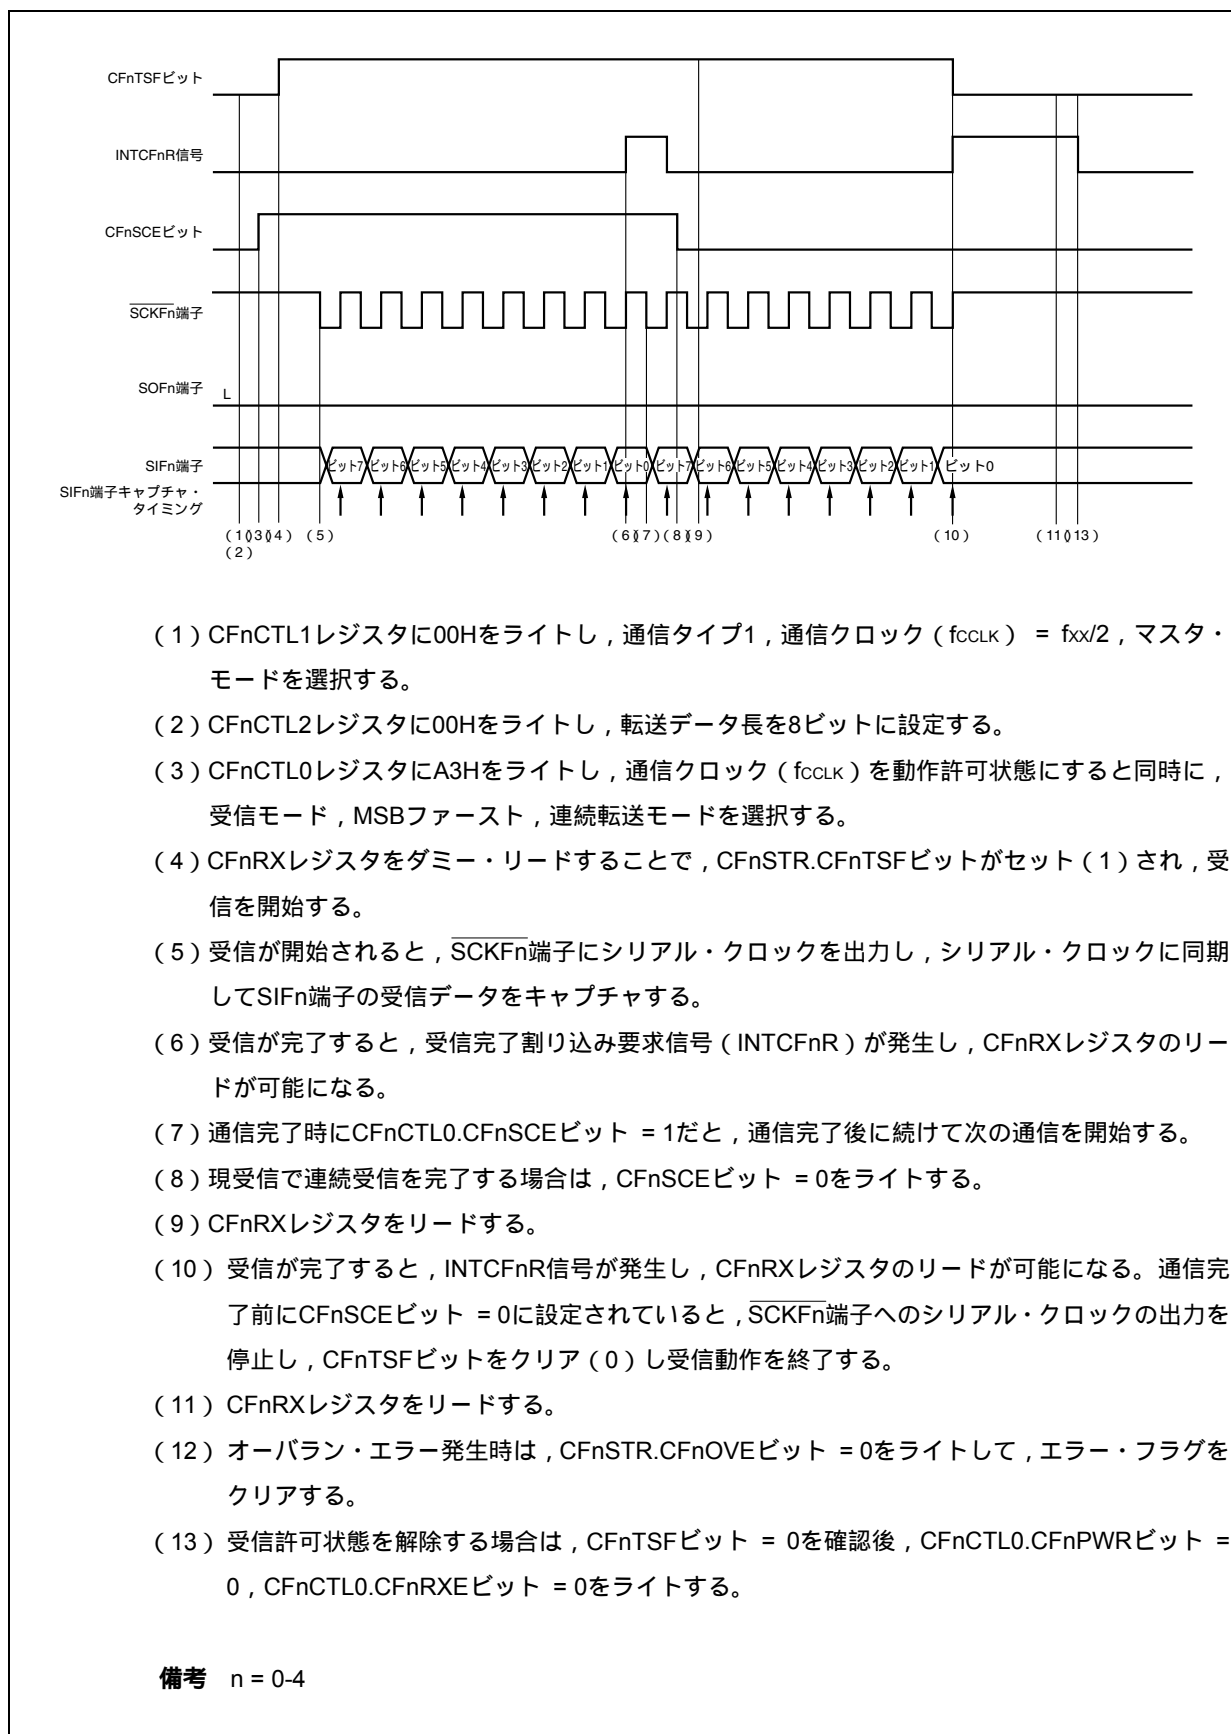 CFnTSFビット
INTCFnR信号
CFnSCEビット
SCKFn端子
SOFn端子 L
SIFn端子 ビット7 ビット6 ビット5 ビット4 ビット3 ビット2 ビット1 ビット0 ビット7 ビット6 ビット5 ビット4 ビット3 ビット2 ビット1 ビット0
SIFn端子キャプチャ・
タイミング
(1)(3)(4) (5) (6)(7)(8)(9) (10) (11)(13)
(2)
(1)CFnCTL1レジスタに00Hをライトし,通信タイプ1,通信クロック(fCCLK) = fXX/2,マスタ・
モードを選択する。
(2)CFnCTL2レジスタに00Hをライトし,転送データ長を8ビットに設定する。
(3)CFnCTL0レジスタにA3Hをライトし,通信クロック(fCCLK)を動作許可状態にすると同時に,
受信モード,MSBファースト,連続転送モードを選択する。
(4)CFnRXレジスタをダミー・リードすることで,CFnSTR.CFnTSFビットがセット(1)され,受
信を開始する。
(5)受信が開始されると,SCKFn端子にシリアル・クロックを出力し,シリアル・クロックに同期
してSIFn端子の受信データをキャプチャする。
(6)受信が完了すると,受信完了割り込み要求信号(INTCFnR)が発生し,CFnRXレジスタのリー
ドが可能になる。
(7)通信完了時にCFnCTL0.CFnSCEビット = 1だと,通信完了後に続けて次の通信を開始する。
(8)現受信で連続受信を完了する場合は,CFnSCEビット = 0をライトする。
(9)CFnRXレジスタをリードする。
(10) 受信が完了すると,INTCFnR信号が発生し,CFnRXレジスタのリードが可能になる。通信完
了前にCFnSCEビット = 0に設定されていると,SCKFn端子へのシリアル・クロックの出力を
停止し,CFnTSFビットをクリア(0)し受信動作を終了する。
(11) CFnRXレジスタをリードする。
(12) オーバラン・エラー発生時は,CFnSTR.CFnOVEビット = 0をライトして,エラー・フラグを
クリアする。
(13) 受信許可状態を解除する場合は,CFnTSFビット = 0を確認後,CFnCTL0.CFnPWRビット =
0,CFnCTL0.CFnRXEビット = 0をライトする。
備考 n = 0-4